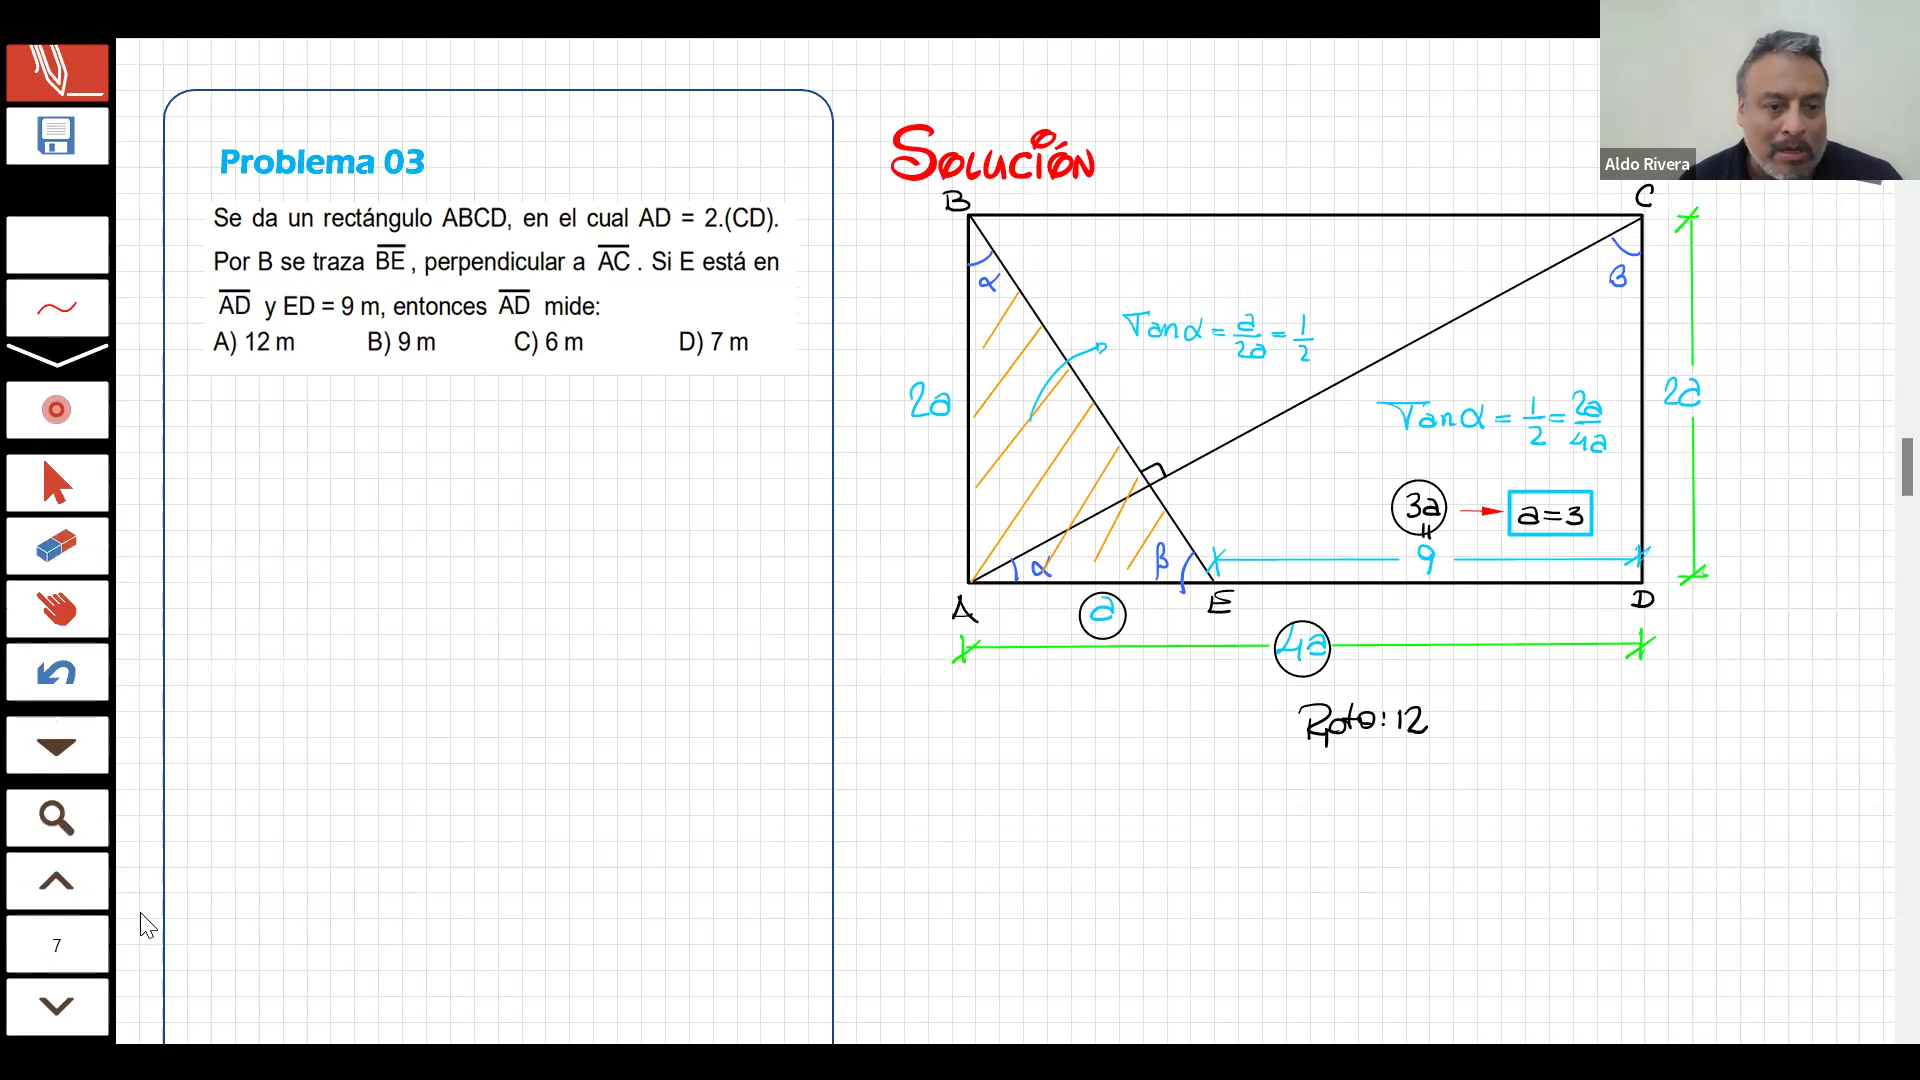 Problema 03
Se da un rectángulo ABCD, en el cual AD = 2.(CD).
Por B se traza BE, perpendicular a AC. Si E está en
AD y ED = 9 m, entonces AD mide:
A) 12 m B) 9 m C) 6 m D) 7 m
Solución
Aldo Rivera
B
C
α
β
Tanα = a/2a = 1/2
2a
2a
Tanα = 1/2 = 2a/4a
3a
a=3
=
9
α
β
A
a
E
D
4a
Rpta: 12
7